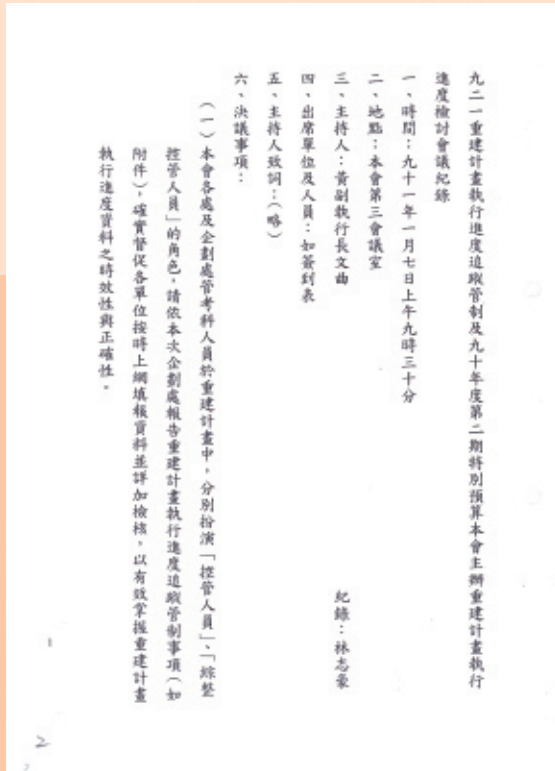 九二一重建計畫執行進度追蹤管制及九十年度第二期特別預算本會主辦重建計畫執行
進度檢討會議紀錄
一、時間：九十一年一月七日上午九時三十分
二、地點：本會第三會議室
三、主持人：黃副執行長文曲　紀錄：林志豪
四、出席單位及人員：如簽到表
五、主持人致詞：（略）
六、決議事項：
（一）本會各處及企劃處管考科人員於重建計畫中，分別扮演「控管人員」、「綜整
控管人員」的角色，請依本次企劃處報告重建計畫執行進度追蹤管制事項（如
附件），確實督促各單位按時上網填報資料並詳加檢核，以有效掌握重建計畫
執行進度資料之時效性與正確性。
1
2